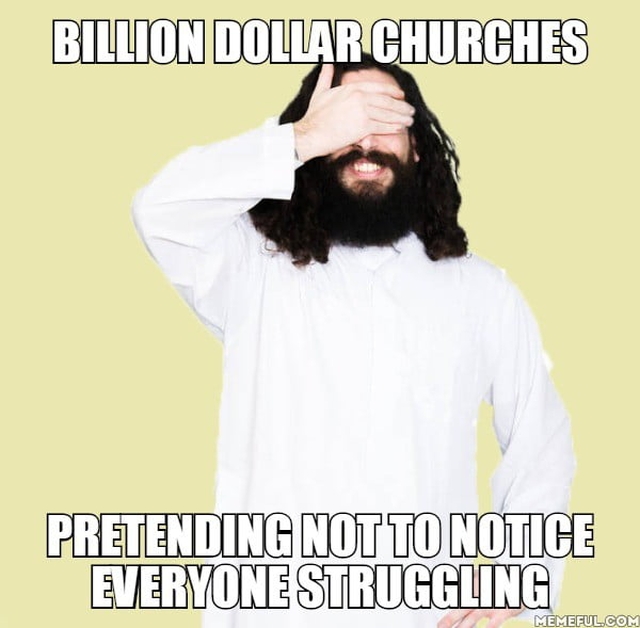 BILLION DOLLAR CHURCHES
PRETENDING NOT TO NOTICE
EVERYONE STRUGGLING
MEMEFUL.COM